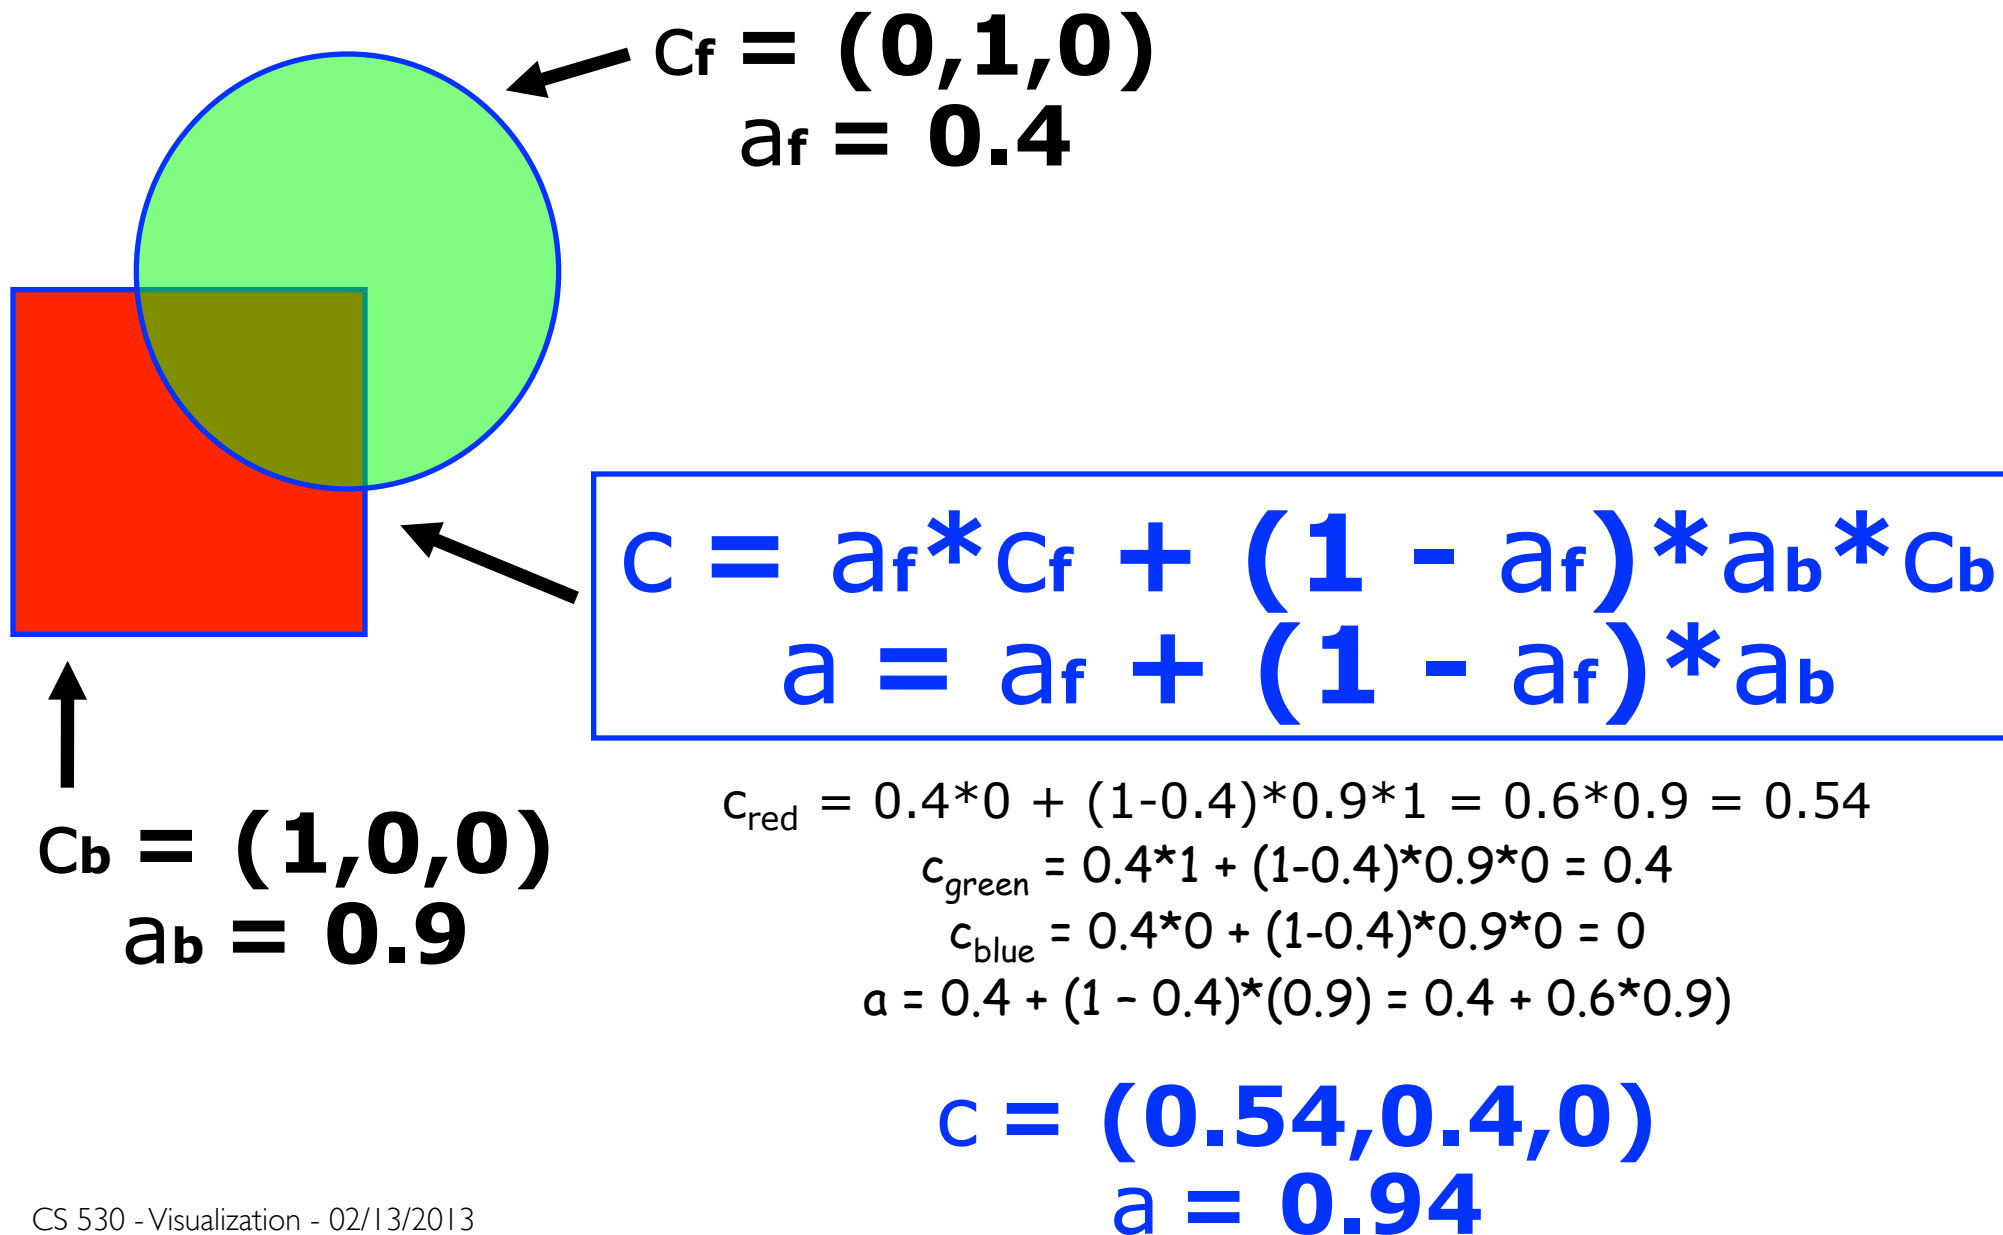 cf = (0,1,0)
af = 0.4
c = af*cf + (1 - af)*ab*cb
a = af + (1 - af)*ab
cb = (1,0,0)
ab = 0.9
cred = 0.4*0 + (1-0.4)*0.9*1 = 0.6*0.9 = 0.54
cgreen = 0.4*1 + (1-0.4)*0.9*0 = 0.4
cblue = 0.4*0 + (1-0.4)*0.9*0 = 0
a = 0.4 + (1 – 0.4)*(0.9) = 0.4 + 0.6*0.9)
c = (0.54,0.4,0)
a = 0.94
CS 530 - Visualization - 02/13/2013